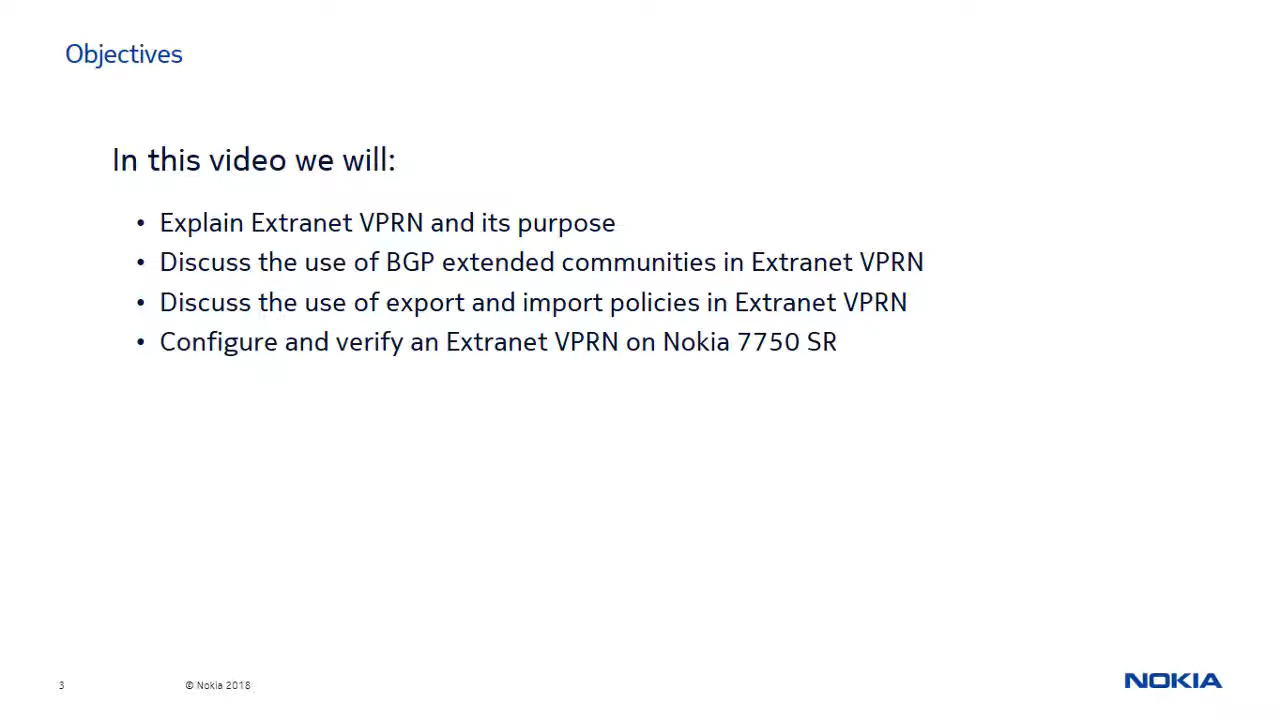 Objectives
In this video we will:
• Explain Extranet VPRN and its purpose
• Discuss the use of BGP extended communities in Extranet VPRN
• Discuss the use of export and import policies in Extranet VPRN
• Configure and verify an Extranet VPRN on Nokia 7750 SR
3 © Nokia 2018 NOKIA